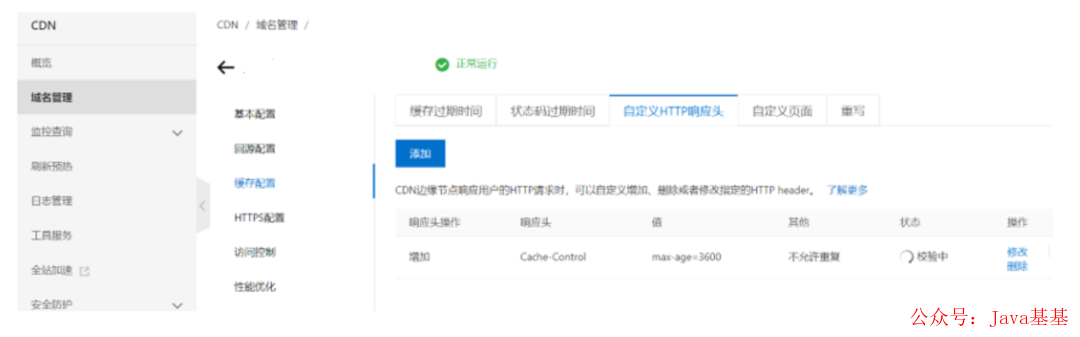 CDN
概览
域名管理
监控查询
刷新预热
日志管理
工具服务
全站加速
安全防护
CDN / 域名管理 /
正常运行
基本配置
回源配置
缓存配置
HTTPS配置
访问控制
性能优化
缓存过期时间 状态码过期时间 自定义HTTP响应头 自定义页面 重写
添加
CDN边缘节点响应用户的HTTP请求时，可以自定义增加、删除或者修改指定的HTTP header。 了解更多
响应头操作 响应头 值 其他 状态 操作
增加 Cache-Control max-age=3600 不允许重复 校验中 修改
删除
公众号：Java基基